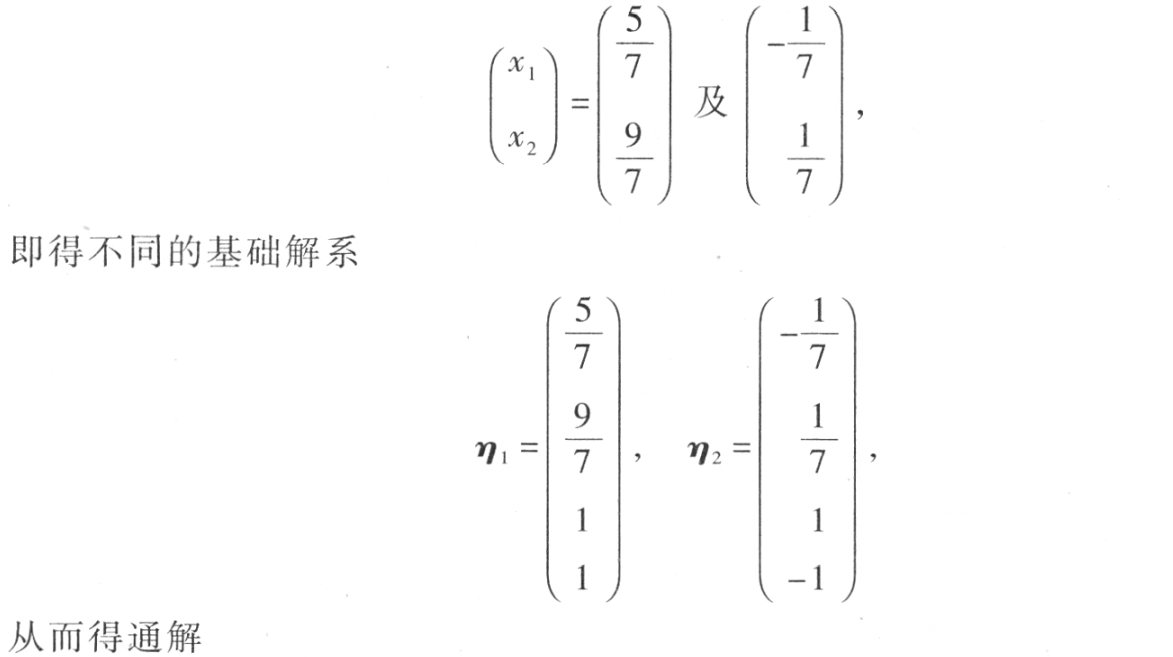 $$\begin{pmatrix} x_1 \\ x_2 \end{pmatrix} = \begin{pmatrix} \frac{5}{7} \\ \frac{9}{7} \end{pmatrix} 及 \begin{pmatrix} -\frac{1}{7} \\ \frac{1}{7} \end{pmatrix},$$
即得不同的基础解系
$$\boldsymbol{\eta}_1 = \begin{pmatrix} \frac{5}{7} \\ \frac{9}{7} \\ 1 \\ 1 \end{pmatrix}, \quad \boldsymbol{\eta}_2 = \begin{pmatrix} -\frac{1}{7} \\ \frac{1}{7} \\ 1 \\ -1 \end{pmatrix},$$
从而得通解